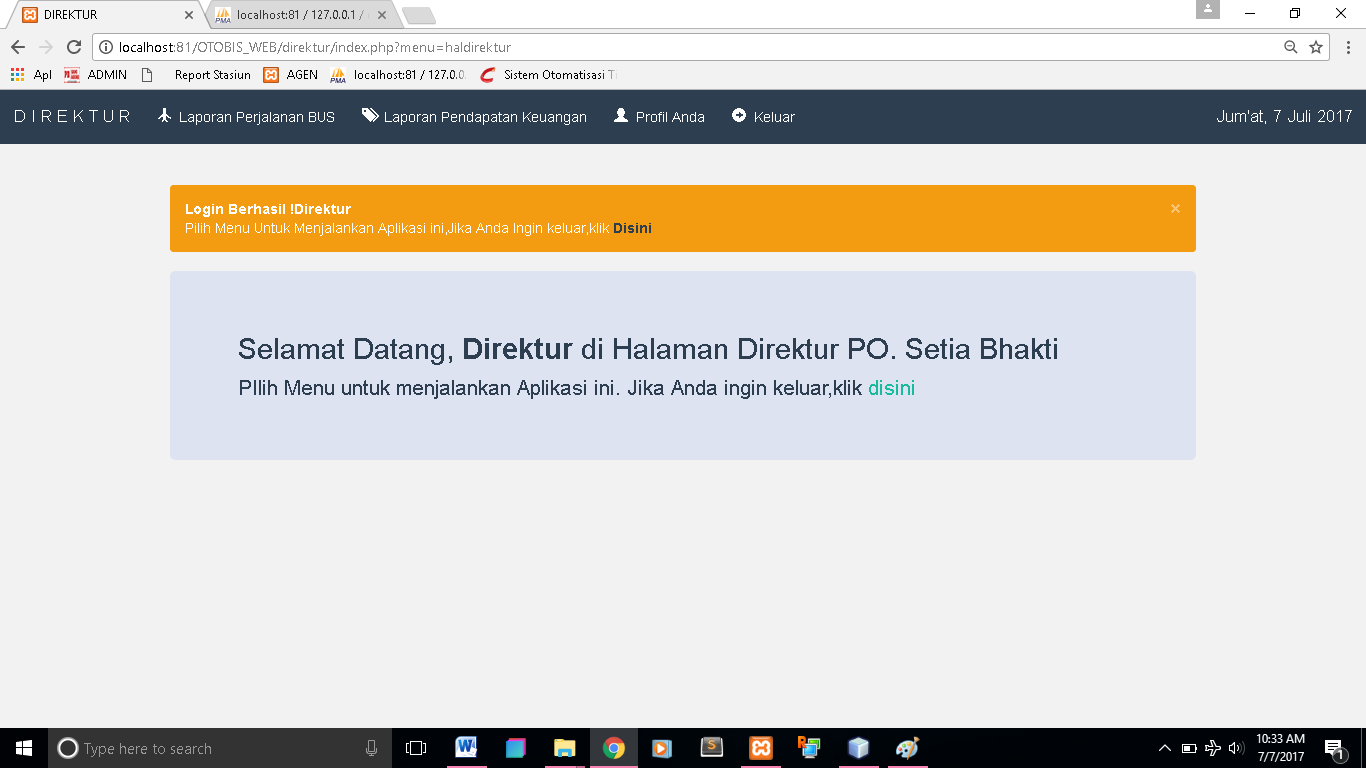 DIREKTUR
localhost:81 / 127.0.0.1 /
localhost:81/OTOBIS_WEB/direktur/index.php?menu=haldirektur
Apl ADMIN Report Stasiun AGEN localhost:81 / 127.0.0. Sistem Otomatisasi Ti
DIREKTUR Laporan Perjalanan BUS Laporan Pendapatan Keuangan Profil Anda Keluar Jum'at, 7 Juli 2017
Login Berhasil !Direktur ×
Pilih Menu Untuk Menjalankan Aplikasi ini,Jika Anda Ingin keluar,klik Disini
Selamat Datang, Direktur di Halaman Direktur PO. Setia Bhakti
PIlih Menu untuk menjalankan Aplikasi ini. Jika Anda ingin keluar,klik disini
Type here to search
10:33 AM
7/7/2017
1